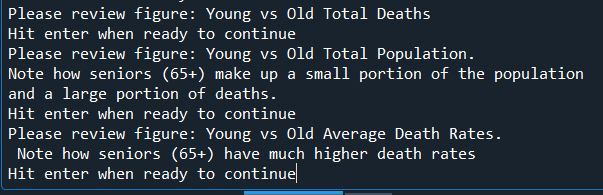 Please review figure: Young vs Old Total Deaths
Hit enter when ready to continue
Please review figure: Young vs Old Total Population.
Note how seniors (65+) make up a small portion of the population
and a large portion of deaths.
Hit enter when ready to continue
Please review figure: Young vs Old Average Death Rates.
 Note how seniors (65+) have much higher death rates
Hit enter when ready to continue